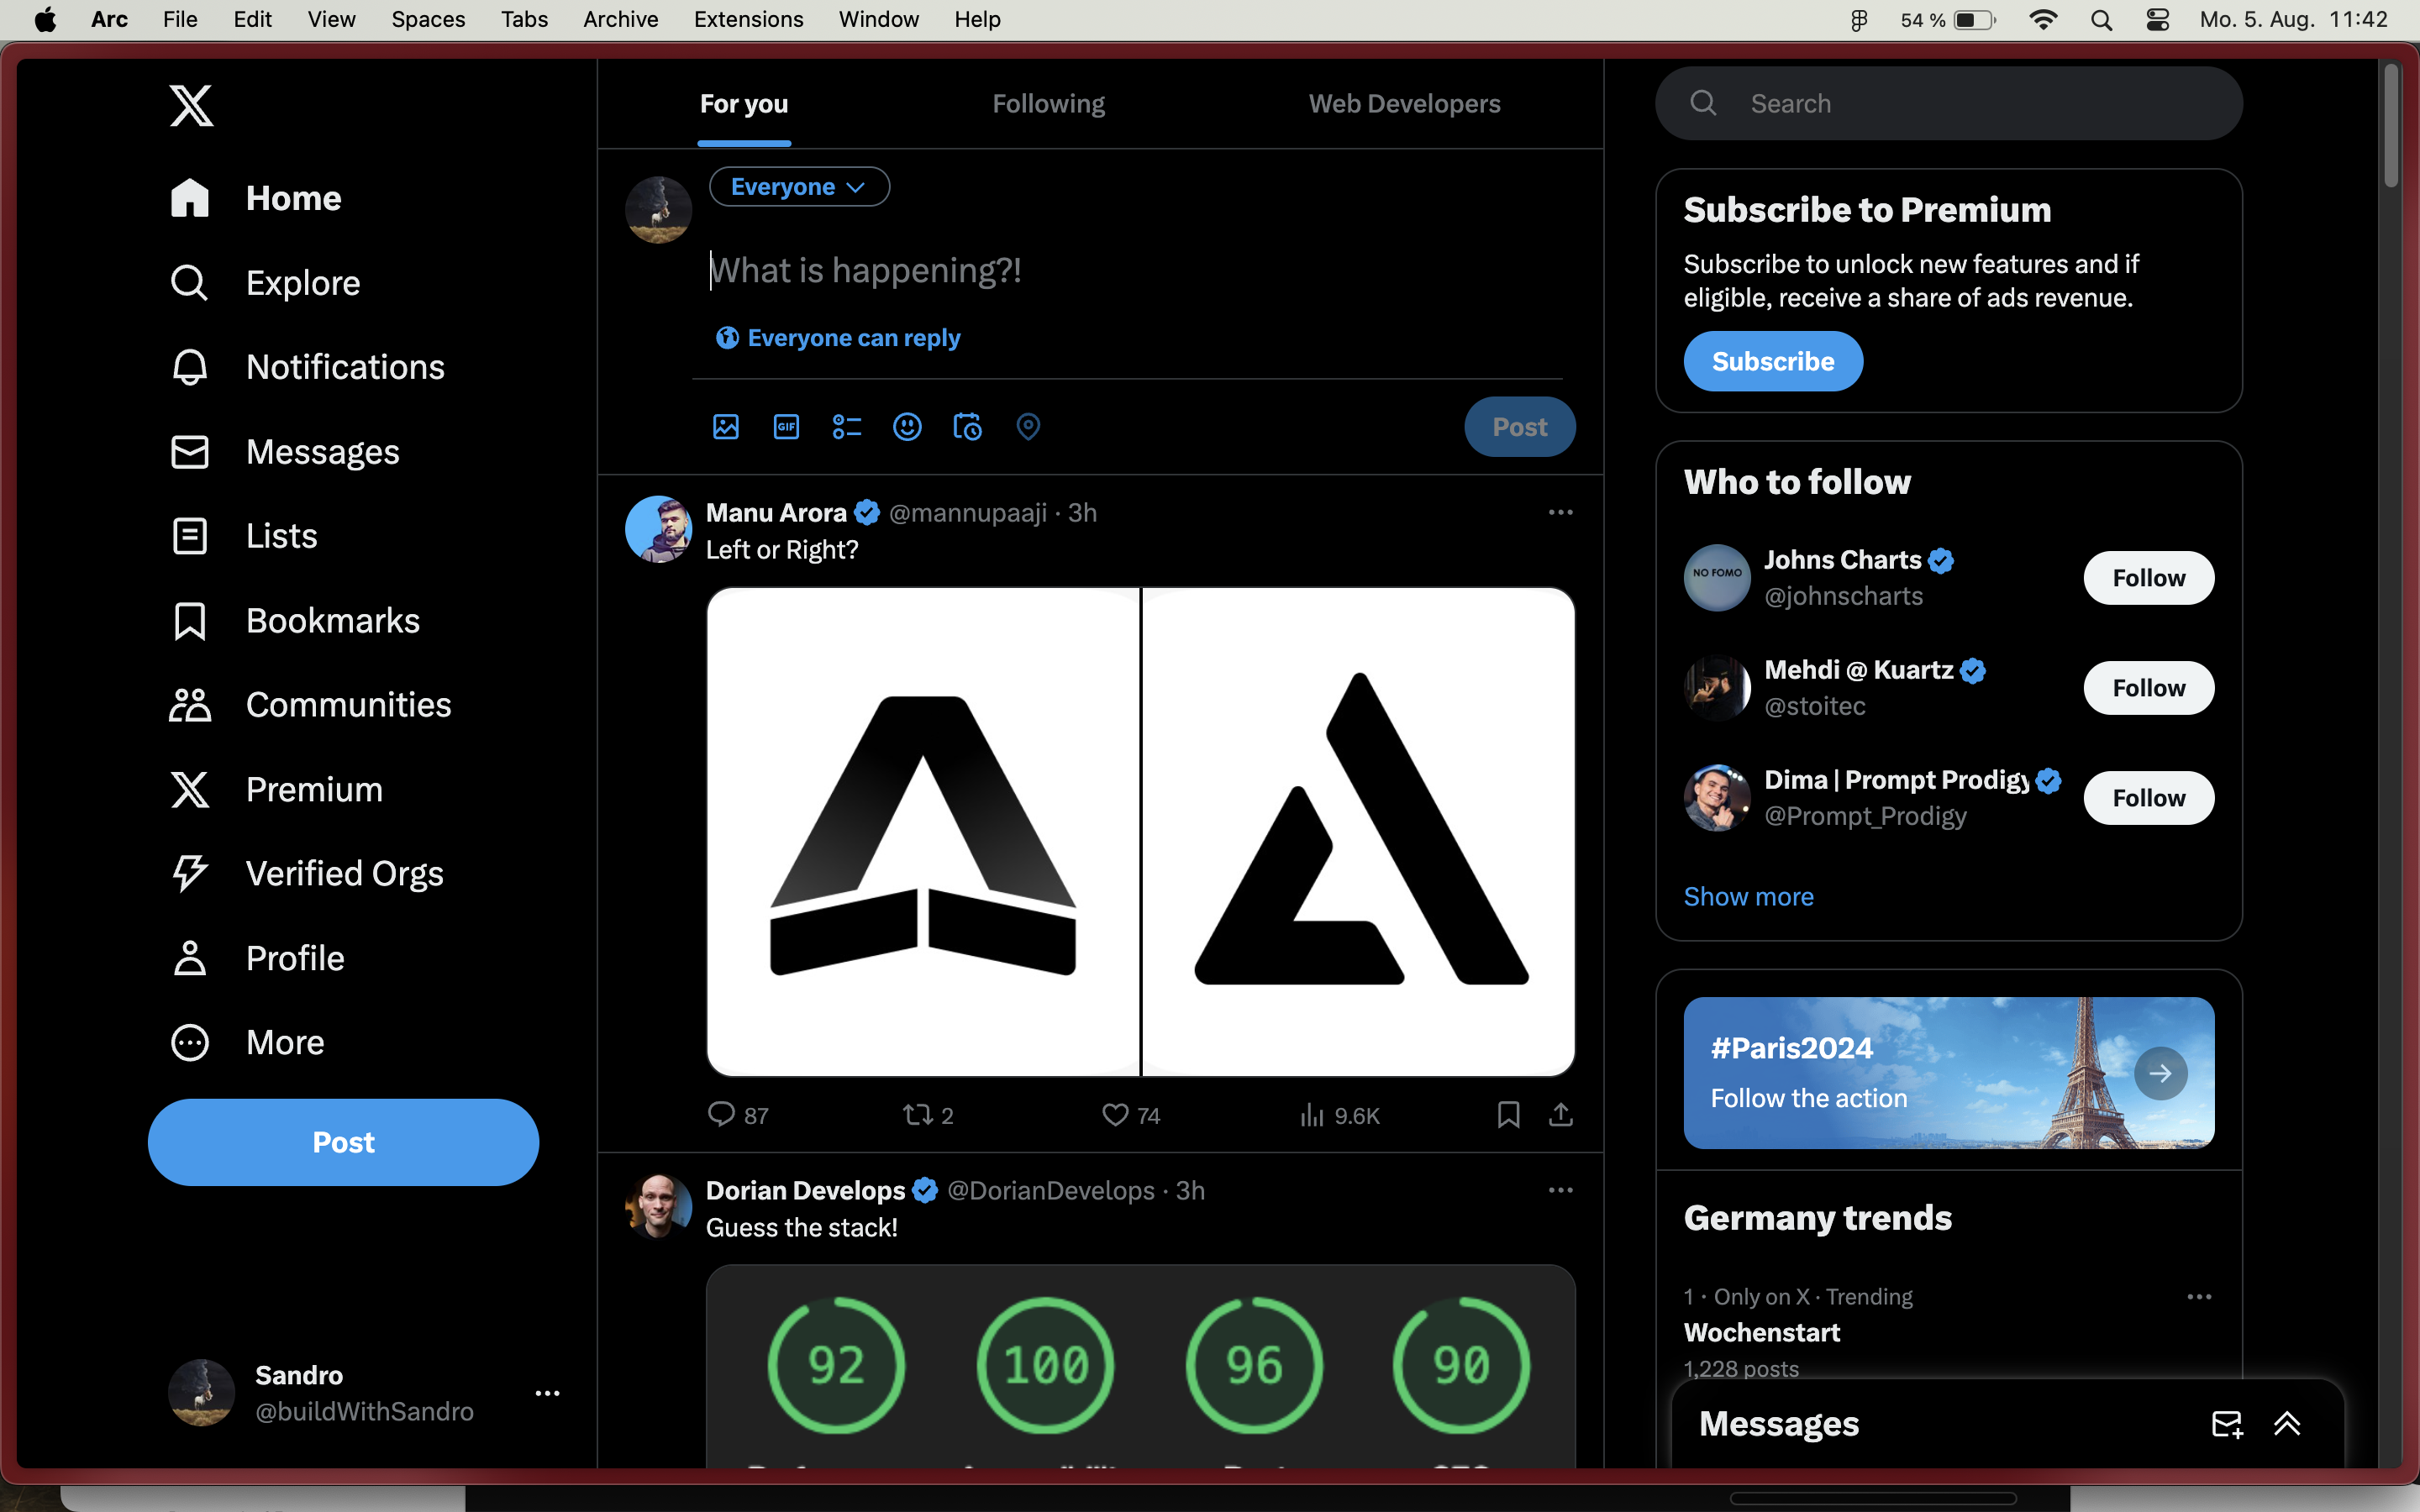 Arc File Edit View Spaces Tabs Archive Extensions Window Help 54 % Mo. 5. Aug. 11:42
Home
Explore
Notifications
Messages
Lists
Bookmarks
Communities
Premium
Verified Orgs
Profile
More
Post
Sandro
@buildWithSandro
For you Following Web Developers
Everyone
What is happening?!
Everyone can reply
GIF
Post
Manu Arora @mannupaaji · 3h
Left or Right?
87 2 74 9.6K
Dorian Develops @DorianDevelops · 3h
Guess the stack!
92 100 96 90
Search
Subscribe to Premium
Subscribe to unlock new features and if
eligible, receive a share of ads revenue.
Subscribe
Who to follow
NO FOMO
Johns Charts
@johnscharts
Follow
Mehdi @ Kuartz
@stoitec
Follow
Dima | Prompt Prodigy
@Prompt_Prodigy
Follow
Show more
#Paris2024
Follow the action
Germany trends
1 · Only on X · Trending
Wochenstart
1,228 posts
Messages